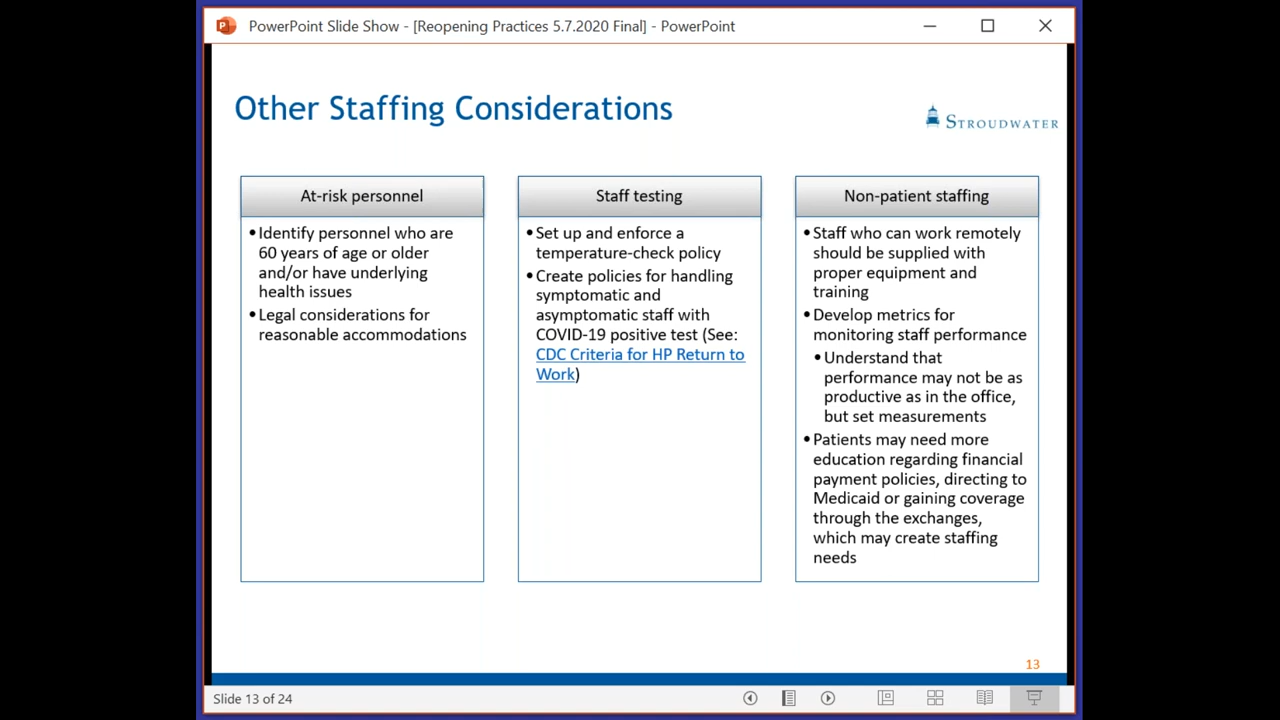 PowerPoint Slide Show - [Reopening Practices 5.7.2020 Final] - PowerPoint
Other Staffing Considerations
STROUDWATER
At-risk personnel
•Identify personnel who are
60 years of age or older
and/or have underlying
health issues
•Legal considerations for
reasonable accommodations
Staff testing
•Set up and enforce a
temperature-check policy
•Create policies for handling
symptomatic and
asymptomatic staff with
COVID-19 positive test (See:
CDC Criteria for HP Return to
Work)
Non-patient staffing
•Staff who can work remotely
should be supplied with
proper equipment and
training
•Develop metrics for
monitoring staff performance
•Understand that
performance may not be as
productive as in the office,
but set measurements
•Patients may need more
education regarding financial
payment policies, directing to
Medicaid or gaining coverage
through the exchanges,
which may create staffing
needs
13
Slide 13 of 24